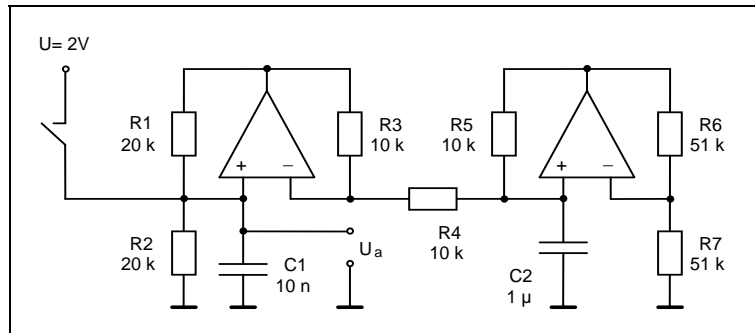 U= 2V
R1
20 k
R3
10 k
R5
10 k
R6
51 k
+
–
+
–
R2
20 k
C1
10 n
U a
R4
10 k
C2
1 µ
R7
51 k